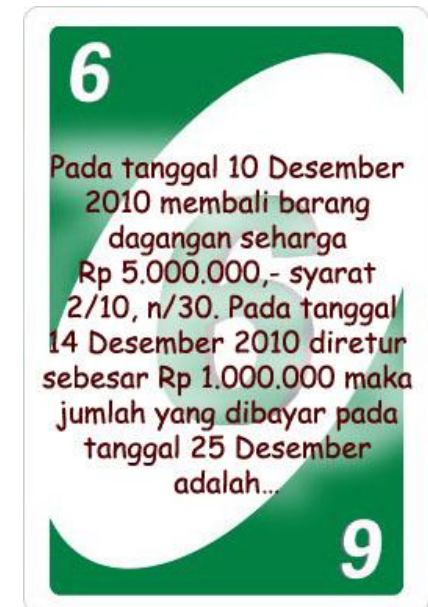 6
Pada tanggal 10 Desember
2010 membali barang
dagangan seharga
Rp 5.000.000,- syarat
2/10, n/30. Pada tanggal
14 Desember 2010 diretur
sebesar Rp 1.000.000 maka
jumlah yang dibayar pada
tanggal 25 Desember
adalah...
6